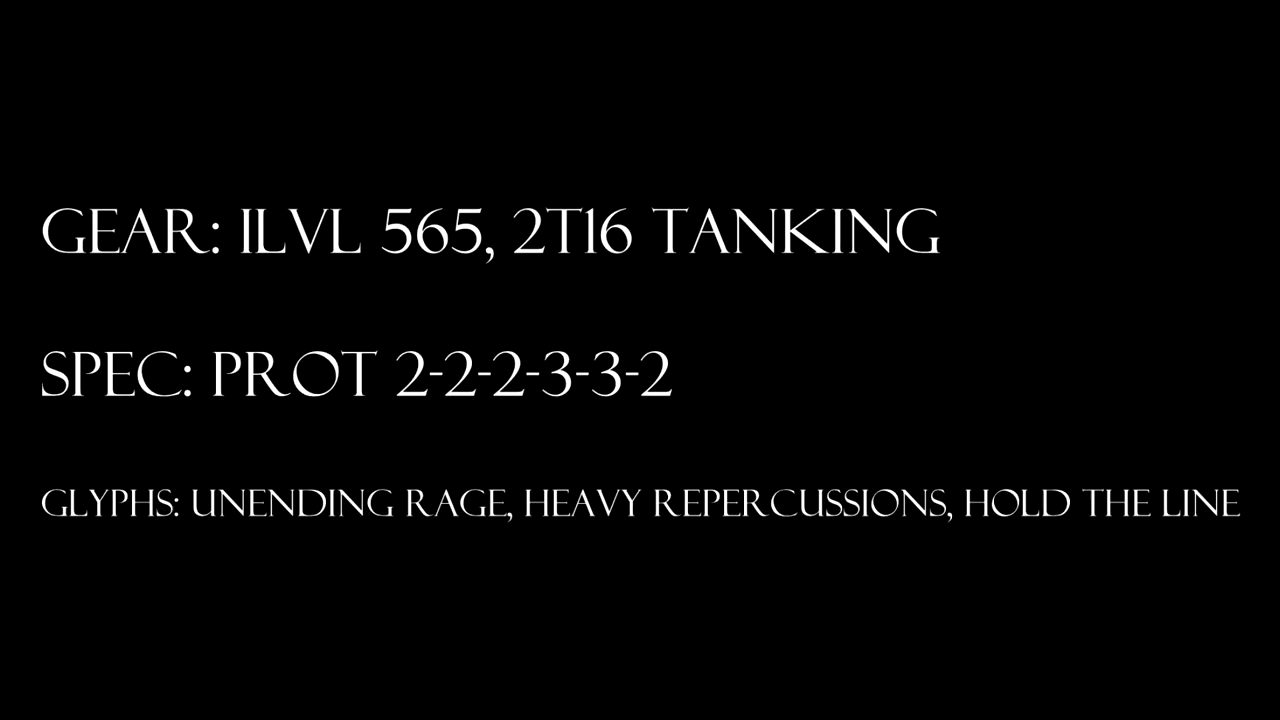 GEAR: ILVL 565, 2T16 TANKING
SPEC: PROT 2-2-2-3-3-2
GLYPHS: UNENDING RAGE, HEAVY REPERCUSSIONS, HOLD THE LINE